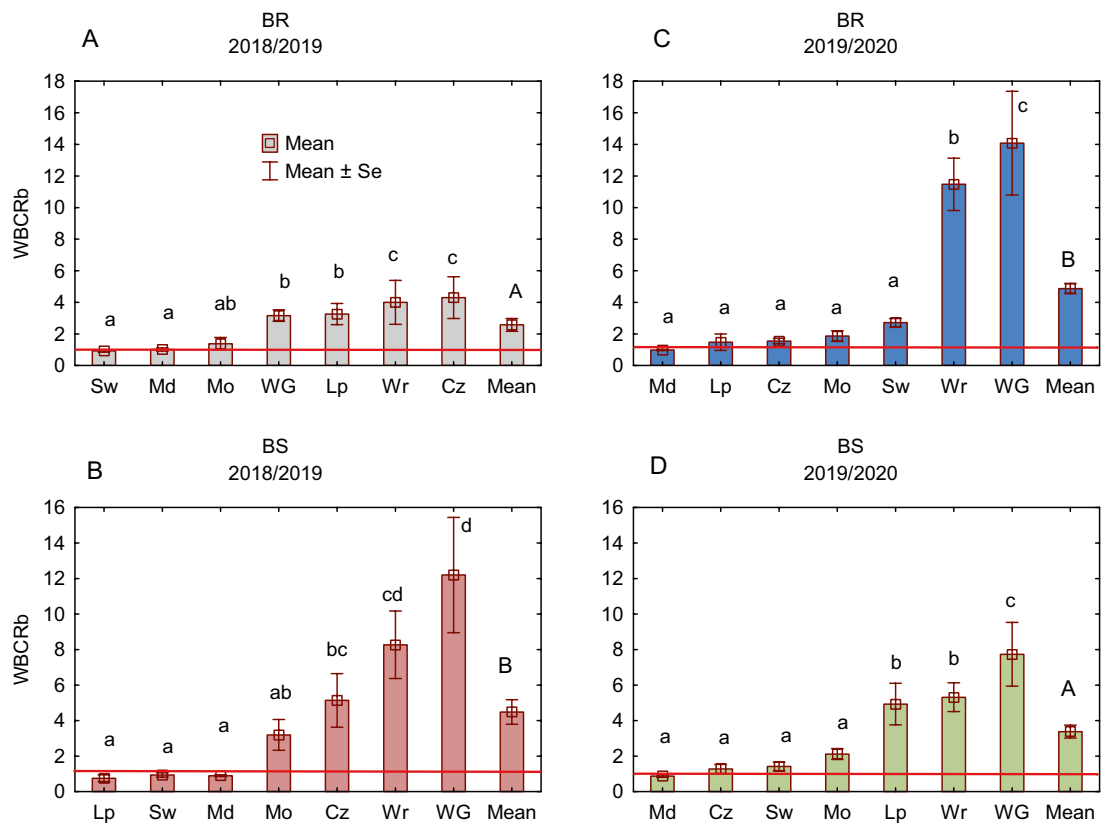 A
BR
2018/2019
WBCRb
18
16
14
12
10
8
6
4
2
0
Mean
Mean ± Se
a
a
ab
b
b
c
c
A
Sw Md Mo WG Lp Wr Cz Mean
C
BR
2019/2020
18
16
14
12
10
8
6
4
2
0
a
a
a
a
a
b
c
B
Md Lp Cz Mo Sw Wr WG Mean
B
BS
2018/2019
WBCRb
16
14
12
10
8
6
4
2
0
a
a
a
ab
bc
cd
d
B
Lp Sw Md Mo Cz Wr WG Mean
D
BS
2019/2020
16
14
12
10
8
6
4
2
0
a
a
a
a
b
b
c
A
Md Cz Sw Mo Lp Wr WG Mean